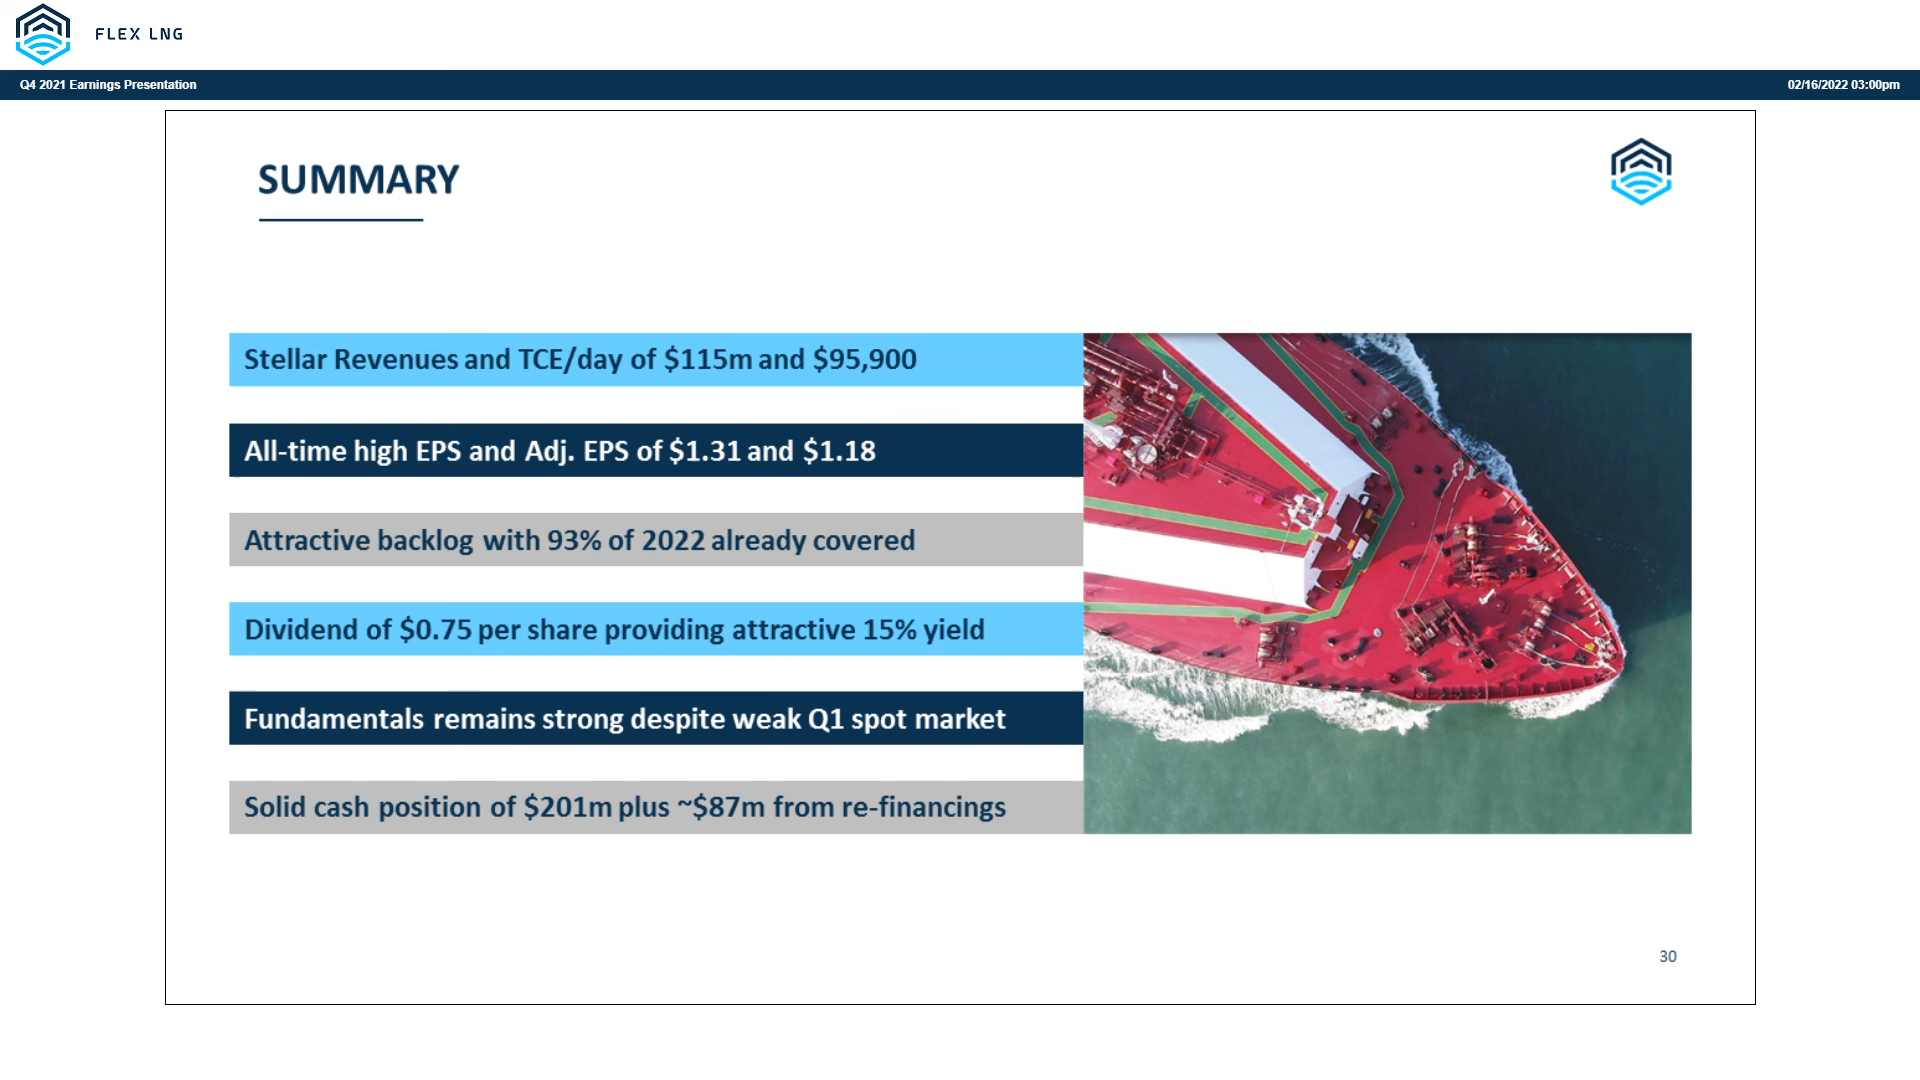 FLEX LNG
Q4 2021 Earnings Presentation
02/16/2022 03:00pm
SUMMARY
Stellar Revenues and TCE/day of $115m and $95,900
All-time high EPS and Adj. EPS of $1.31 and $1.18
Attractive backlog with 93% of 2022 already covered
Dividend of $0.75 per share providing attractive 15% yield
Fundamentals remains strong despite weak Q1 spot market
Solid cash position of $201m plus ~$87m from re-financings
30